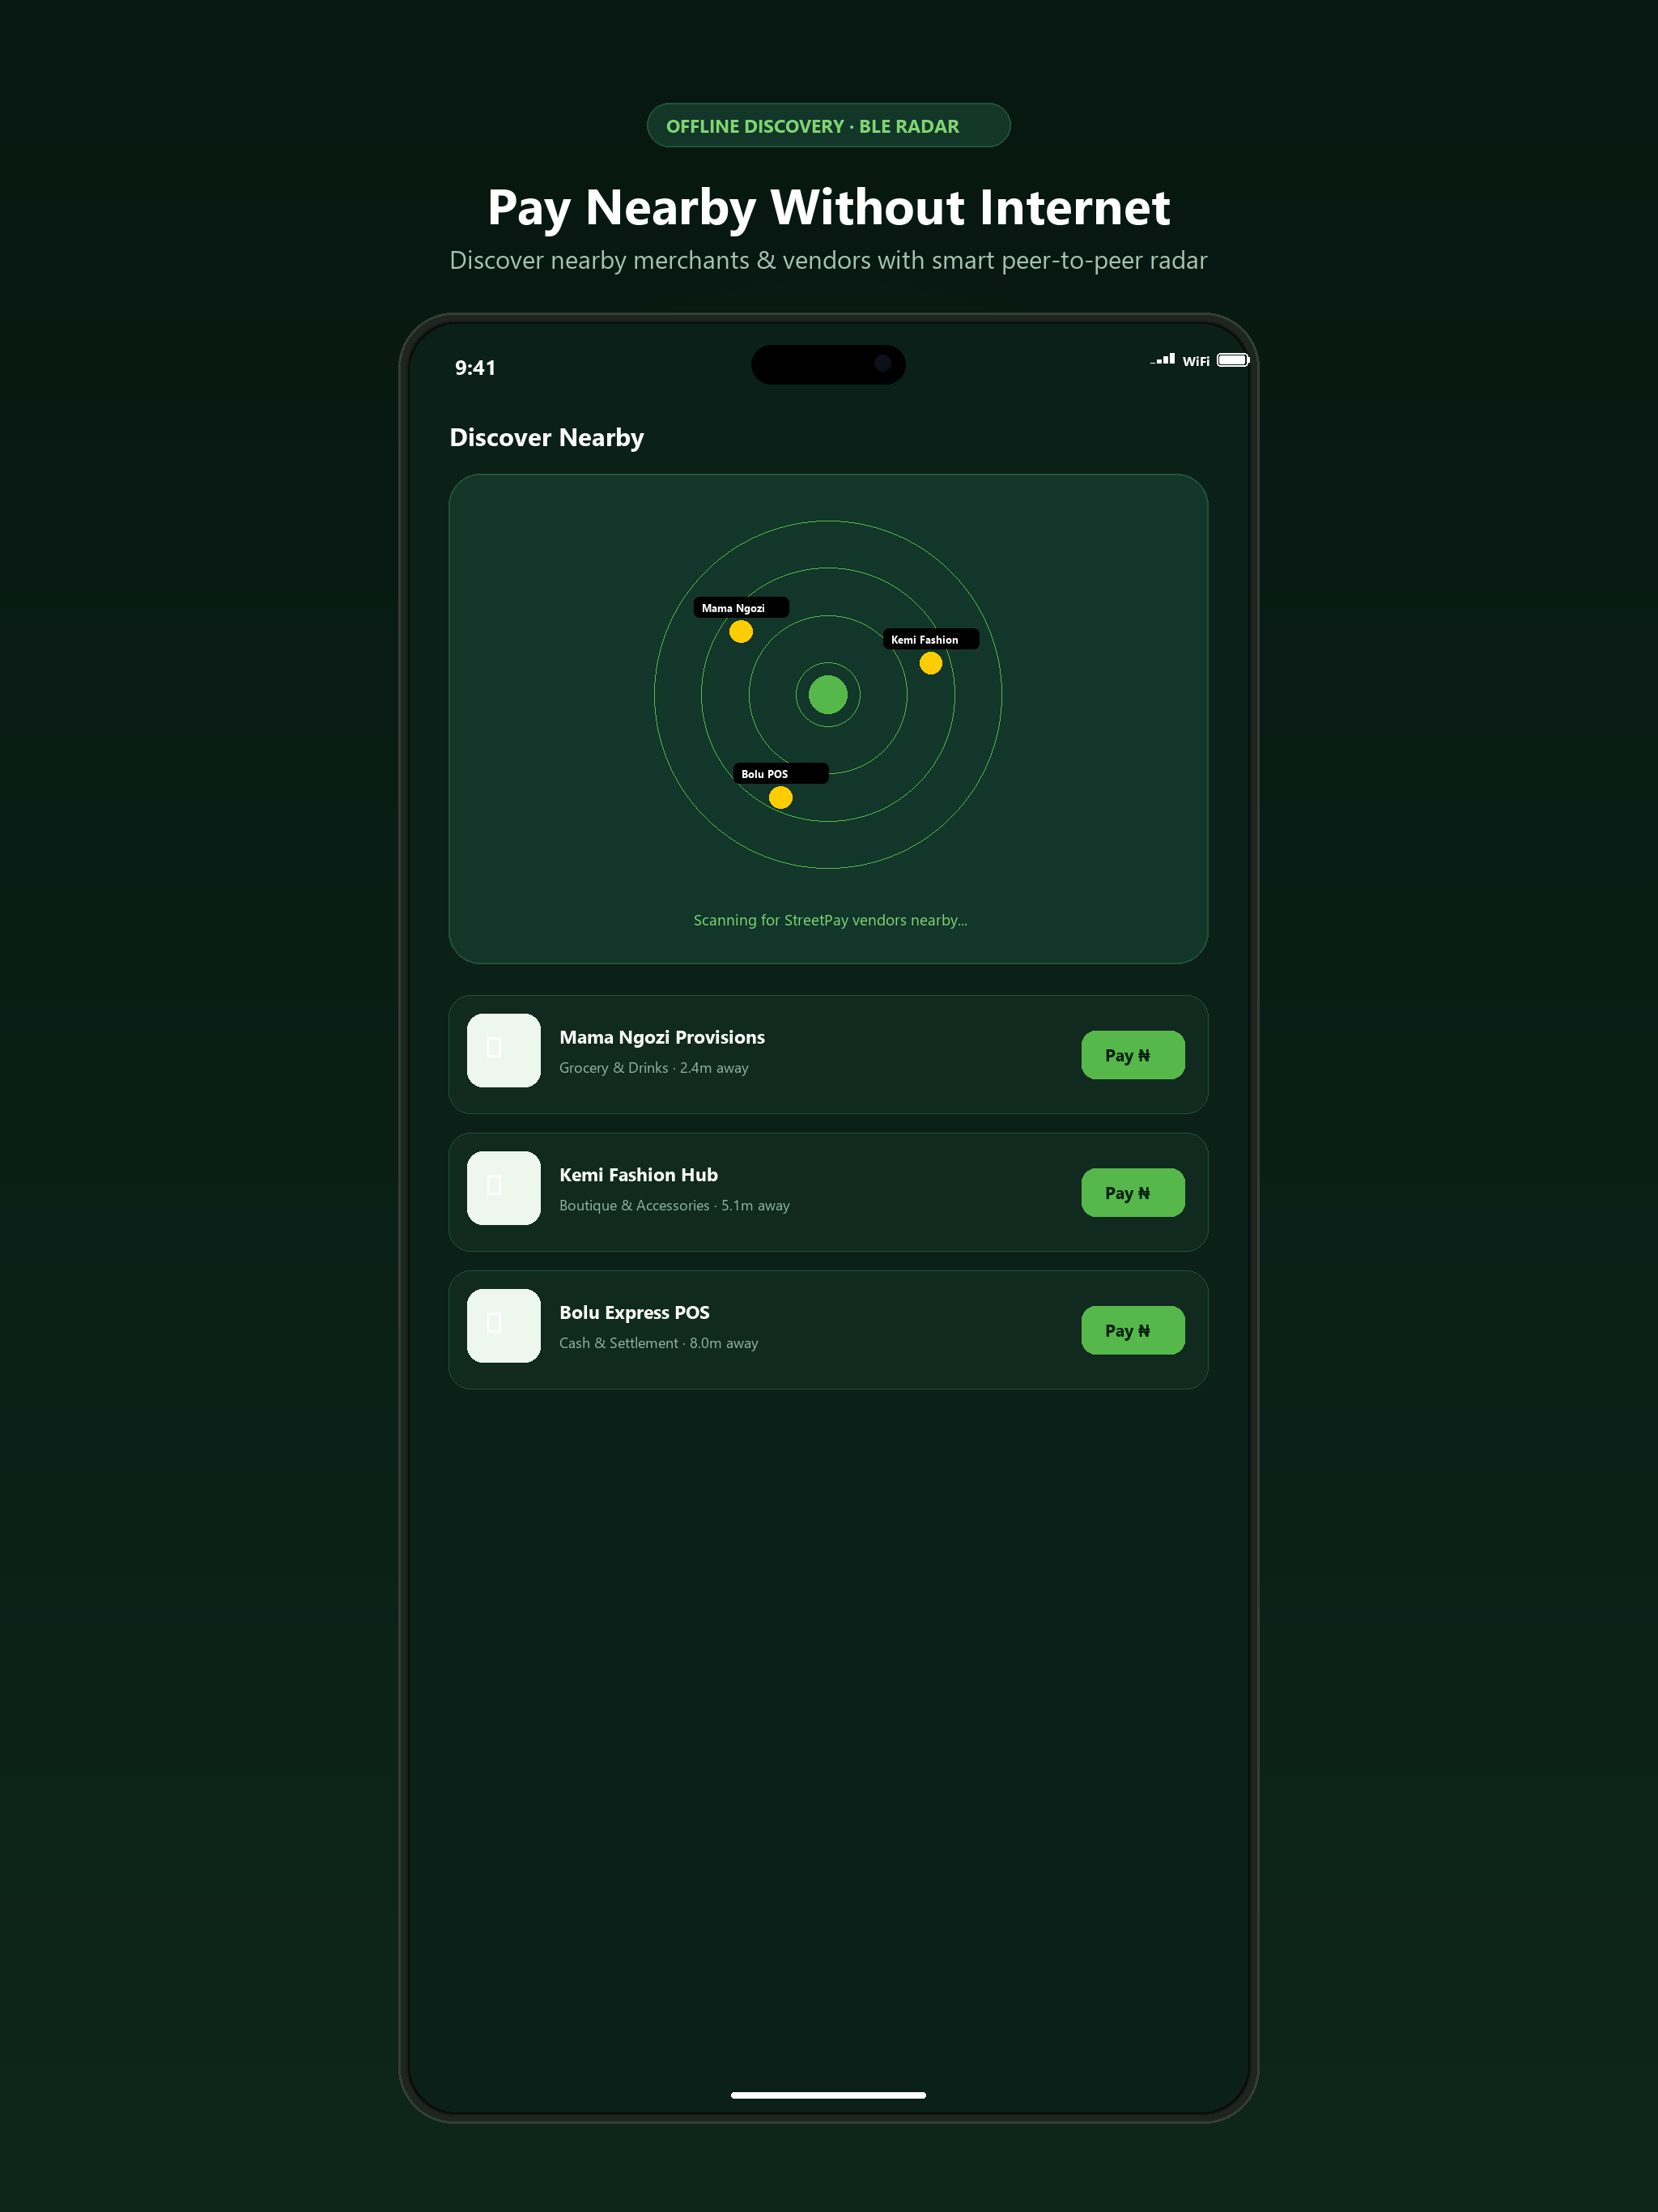 OFFLINE DISCOVERY · BLE RADAR
Pay Nearby Without Internet
Discover nearby merchants & vendors with smart peer-to-peer radar
9:41
WiFi
Discover Nearby
Mama Ngozi
Kemi Fashion
Bolu POS
Scanning for StreetPay vendors nearby...
Mama Ngozi Provisions
Grocery & Drinks · 2.4m away
Pay ₦
Kemi Fashion Hub
Boutique & Accessories · 5.1m away
Pay ₦
Bolu Express POS
Cash & Settlement · 8.0m away
Pay ₦